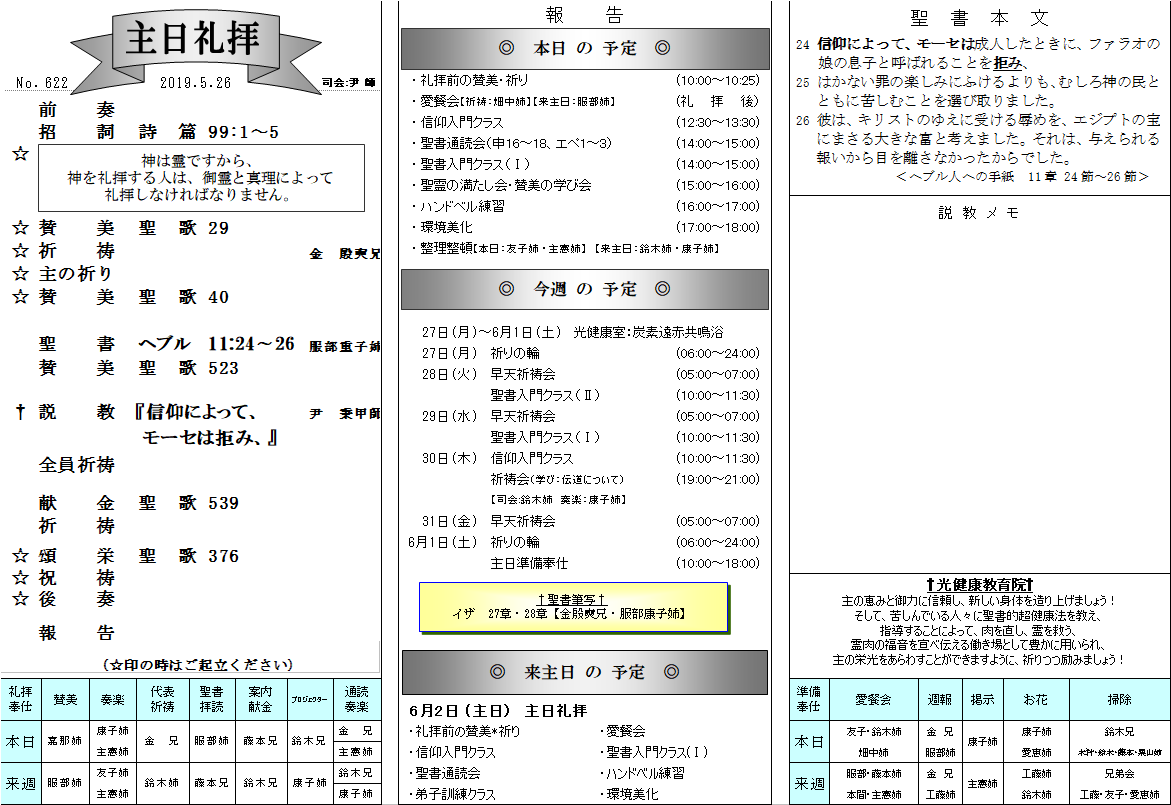 主日礼拝
No. 622 2019.5.26 司会:尹 師
前 奏
招 詞 詩 篇 99:1～5
☆
神は霊ですから、
神を礼拝する人は、御霊と真理によって
礼拝しなければなりません。
☆ 賛 美 聖 歌 29
☆ 祈 祷 金 殷奭兄
☆ 主の祈り
☆ 賛 美 聖 歌 40
聖 書 ヘブル 11:24～26 服部重子姉
賛 美 聖 歌 523
† 説 教 『信仰によって、 尹 秉甲師
モーセは拒み、』
全員祈祷
献 金 聖 歌 539
祈 祷
☆ 頌 栄 聖 歌 376
☆ 祝 祷
☆ 後 奏
報 告
(☆印の時はご起立ください)
礼拝奉仕 賛美 奏楽 代表祈祷 聖書拝読 案内献金 プロジェクター 通読奏楽
本日 嘉那姉 康子姉 主憲姉 金 兄 服部姉 藤本兄 鈴木兄 金 兄 主憲姉
来週 服部姉 友子姉 主憲姉 鈴木姉 藤本兄 鈴木兄 康子姉 鈴木兄 康子姉
報 告
◎ 本日 の 予定 ◎
・礼拝前の賛美・祈り (10:00～10:25)
・愛餐会【祈祷:畑中姉】【来主日:服部姉】 (礼 拝 後)
・信仰入門クラス (12:30～13:30)
・聖書通読会(申16～18、エペ1～3) (14:00～15:00)
・聖書入門クラス(Ⅰ) (14:00～15:00)
・聖霊の満たし会・賛美の学び会 (15:00～16:00)
・ハンドベル練習 (16:00～17:00)
・環境美化 (17:00～18:00)
・整理整頓【本日:友子姉・主憲姉】 【来主日:鈴木姉・康子姉】
◎ 今週 の 予定 ◎
27日(月)～6月1日(土) 光健康室:炭素遠赤共鳴浴
27日(月) 祈りの輪 (06:00～24:00)
28日(火) 早天祈祷会 (05:00～07:00)
聖書入門クラス(Ⅱ) (10:00～11:30)
29日(水) 早天祈祷会 (05:00～07:00)
聖書入門クラス(Ⅰ) (10:00～11:30)
30日(木) 信仰入門クラス (10:00～11:30)
祈祷会(学び:伝道について) (19:00～21:00)
【司会:鈴木姉 奏楽:康子姉】
31日(金) 早天祈祷会 (05:00～07:00)
6月1日(土) 祈りの輪 (06:00～24:00)
主日準備奉仕 (10:00～18:00)
†聖書筆写†
イザ 27章・28章【金殷奭兄・服部康子姉】
◎ 来主日 の 予定 ◎
6月2日(主日) 主日礼拝
・礼拝前の賛美*祈り ・愛餐会
・信仰入門クラス ・聖書入門クラス(Ⅰ)
・聖書通読会 ・ハンドベル練習
・弟子訓練クラス ・環境美化
聖 書 本 文
24 信仰によって、モーセは成人したときに、ファラオの
娘の息子と呼ばれることを拒み、
25 はかない罪の楽しみにふけるよりも、むしろ神の民と
ともに苦しむことを選び取りました。
26 彼は、キリストのゆえに受ける辱めを、エジプトの宝
にまさる大きな富と考えました。それは、与えられる
報いから目を離さなかったからでした。
＜ヘブル人への手紙 11章 24節～26節＞
説 教 メ モ
†光健康教育院†
主の恵みと御力に信頼し、新しい身体を造り上げましょう！
そして、苦しんでいる人々に聖書的超健康法を教え、
指導することによって、肉を直し、霊を救う、
霊肉の福音を宣べ伝える働き場として豊かに用いられ、
主の栄光をあらわすことができますように、祈りつつ励みましょう！
準備奉仕 愛餐会 週報 掲示 お花 掃除
本日 友子・鈴木姉 畑中姉 金 兄 服部姉 康子姉 康子姉 愛恵姉 鈴木兄
来週 服部・藤本姉 本間・主憲姉 金 兄 工藤姉 主憲姉 工藤姉 鈴木姉 兄弟会 工藤・友子・愛恵姉